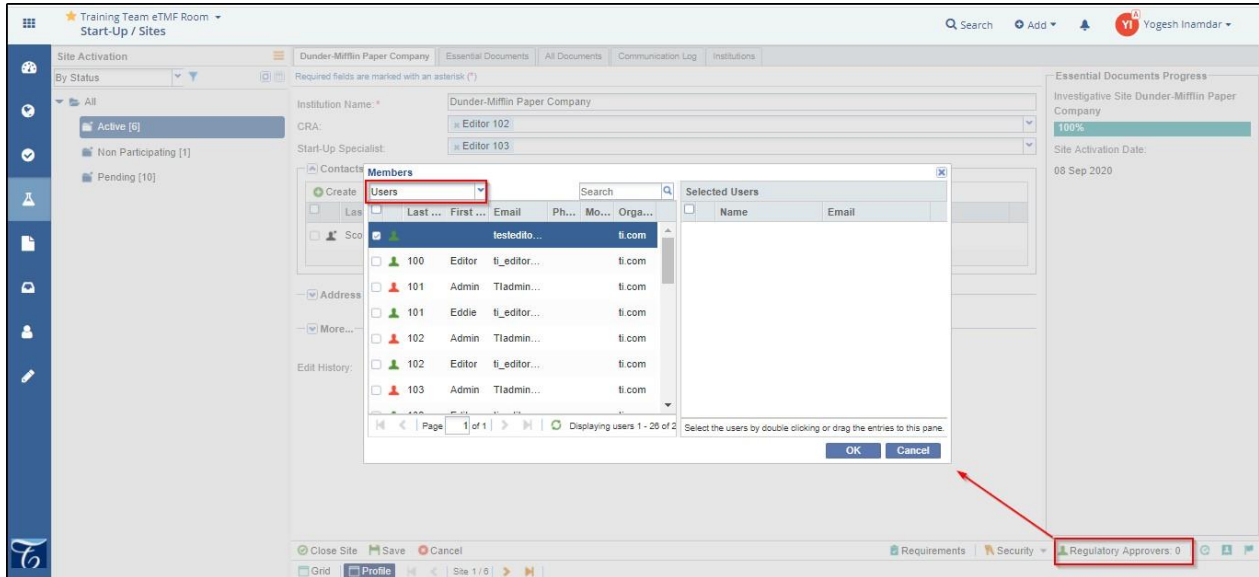 Training Team eTMF Room
Start-Up / Sites
Search
Add
A
YI
Yogesh Inamdar
Site Activation
By Status
All
Active [6]
Non Participating [1]
Pending [10]
Dunder-Mifflin Paper Company
Essential Documents
All Documents
Communication Log
Institutions
Required fields are marked with an asterisk (*)
Institution Name:* Dunder-Mifflin Paper Company
CRA: Editor 102
Start-Up Specialist: Editor 103
Contacts
Create
Las
Sco
Address
More...
Edit History:
Members
Users
Search
Last ... First ... Email Ph... Mo... Orga...
testedito... ti.com
100 Editor ti_editor... ti.com
101 Admin TIadmin... ti.com
101 Eddie ti_editor... ti.com
102 Admin TIadmin... ti.com
102 Editor ti_editor... ti.com
103 Admin TIadmin... ti.com
Page 1 of 1
Displaying users 1 - 26 of 2
Selected Users
Name Email
Select the users by double clicking or drag the entries to this pane.
OK
Cancel
Essential Documents Progress
Investigative Site Dunder-Mifflin Paper
Company
100%
Site Activation Date:
08 Sep 2020
Close Site Save Cancel
Requirements
Security
Regulatory Approvers: 0
Grid Profile Site 1 / 6